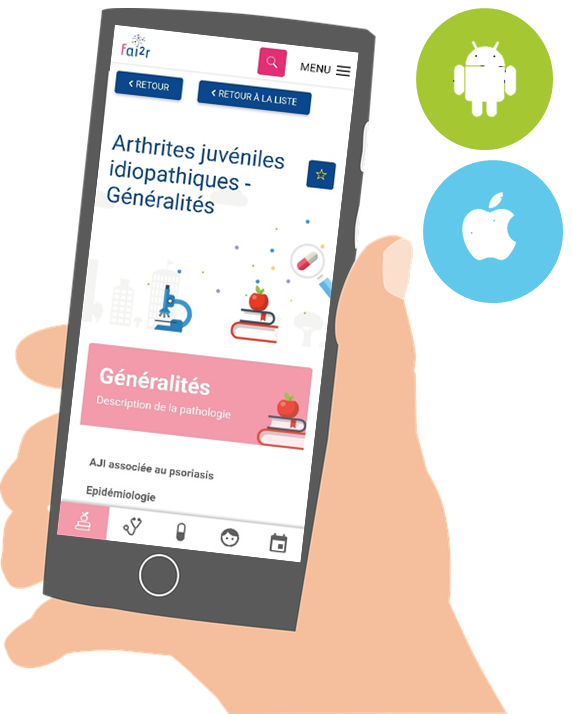 fai2r
MENU
RETOUR
RETOUR À LA LISTE
Arthrites juvéniles
idiopathiques -
Généralités
Généralités
Description de la pathologie
AJI associée au psoriasis
Epidémiologie